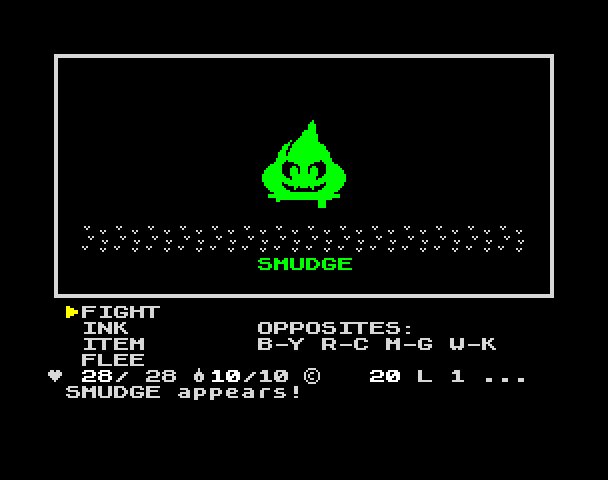 SMUDGE
FIGHT
INK OPPOSITES:
ITEM B-Y R-C M-G W-K
FLEE
♥ 28/ 28 10/10 © 20 L 1 ...
SMUDGE appears!